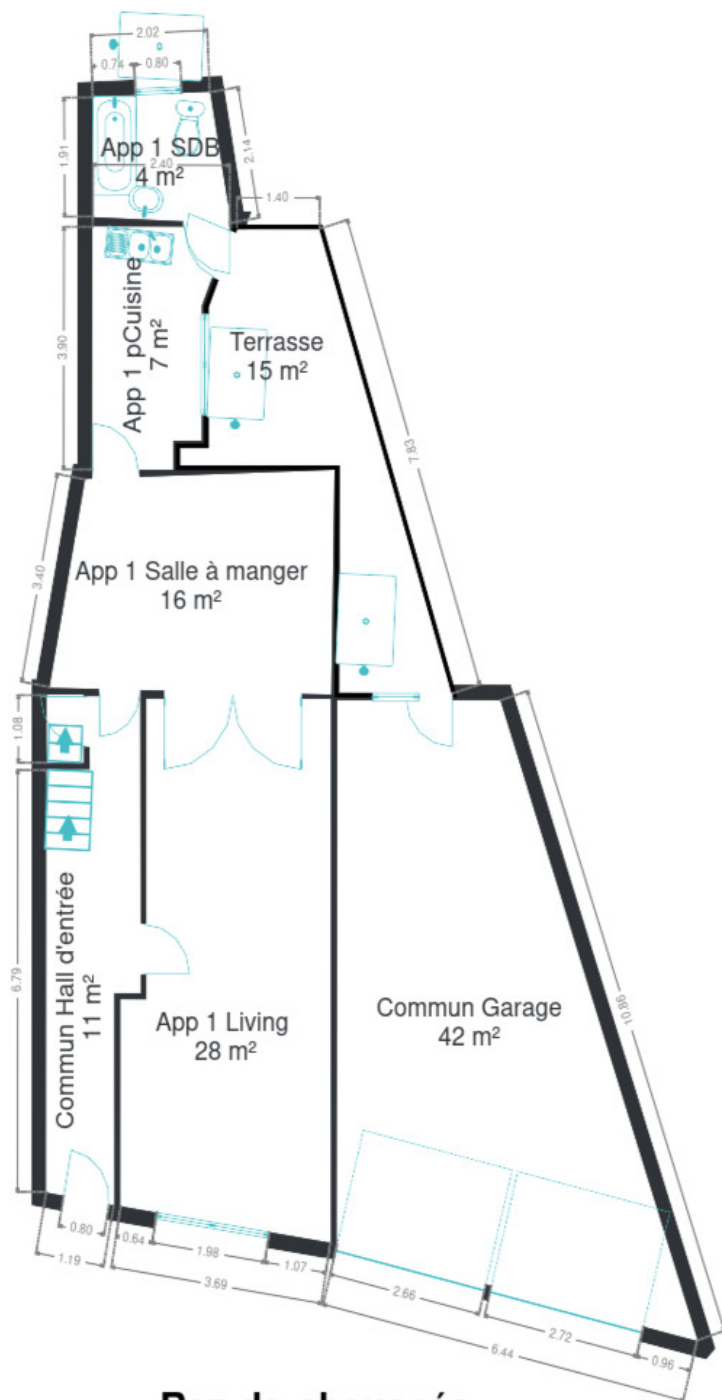 2.02
0.74
0.80
1.91
App 1 SDB
2.40
4 m²
2.14
1.40
3.90
App 1 pCuisine
7 m²
Terrasse
15 m²
7.83
3.40
App 1 Salle à manger
16 m²
1.08
6.79
Commun Hall d'entrée
11 m²
App 1 Living
28 m²
Commun Garage
42 m²
10.86
0.80
1.19
0.64
1.98
1.07
3.69
2.66
2.72
0.96
6.44